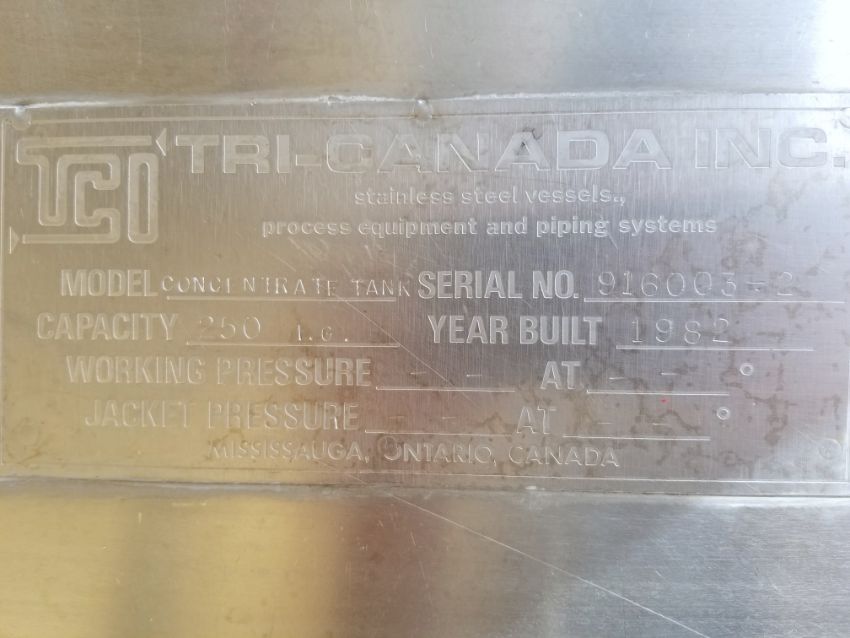 TCI TRI-CANADA INC.
stainless steel vessels.,
process equipment and piping systems
MODEL CONCENTRATE TANK SERIAL NO. 916003-2
CAPACITY 250 I.G. YEAR BUILT 1982
WORKING PRESSURE - - AT - - °
JACKET PRESSURE - - AT - - °
MISSISSAUGA, ONTARIO, CANADA